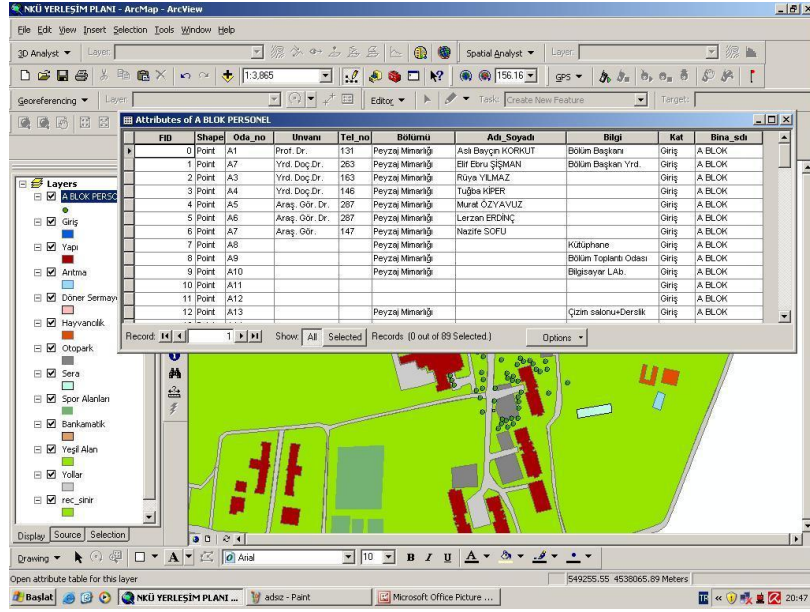 NKÜ YERLEŞİM PLANI - ArcMap - ArcView
File Edit View Insert Selection Tools Window Help
3D Analyst Layer: Spatial Analyst Layer:
1:3,865 156.16 GPS
Georeferencing Layer: Editor Task: Create New Feature Target:
Attributes of A BLOK PERSONEL
FID Shape Oda_no Unvanı Tel_no Bölümü Adı_Soyadı Bilgi Kat Bina_sdı
0 Point A1 Prof. Dr. 131 Peyzaj Mimarlığı Aslı Bayçın KORKUT Bölüm Başkanı Giriş A BLOK
1 Point A7 Yrd. Doç.Dr. 263 Peyzaj Mimarlığı Elif Ebru ŞİŞMAN Bölüm Başkan Yrd. Giriş A BLOK
2 Point A3 Yrd. Doç.Dr. 163 Peyzaj Mimarlığı Rüya YILMAZ Giriş A BLOK
3 Point A4 Yrd. Doç.Dr. 146 Peyzaj Mimarlığı Tuğba KİPER Giriş A BLOK
4 Point A5 Araş. Gör. Dr. 287 Peyzaj Mimarlığı Murat ÖZYAVUZ Giriş A BLOK
5 Point A6 Araş. Gör. Dr. 287 Peyzaj Mimarlığı Lerzan ERDİNÇ Giriş A BLOK
6 Point A7 Araş. Gör. 147 Peyzaj Mimarlığı Nazife SOFU Giriş A BLOK
7 Point A8 Peyzaj Mimarlığı Kütüphane Giriş A BLOK
8 Point A9 Peyzaj Mimarlığı Bölüm Toplantı Odası Giriş A BLOK
9 Point A10 Peyzaj Mimarlığı Bilgisayar LAb. Giriş A BLOK
10 Point A11 Giriş A BLOK
11 Point A12 Giriş A BLOK
12 Point A13 Peyzaj Mimarlığı Çizim salonu+Derslik Giriş A BLOK
Record: 1 Show: All Selected Records (0 out of 89 Selected.) Options
Layers
A BLOK PERSO
Giriş
Yapı
Arıtma
Döner Sermay
Hayvancılık
Otopark
Sera
Spor Alanları
Bankamatik
Yeşil Alan
Yollar
rec_sinir
Display Source Selection
Drawing A Arial 10 B I U A
Open attribute table for this layer 549255.55 4538065.89 Meters
Başlat NKÜ YERLEŞİM PLANI ... adsız - Paint Microsoft Office Picture ... TR 20:47